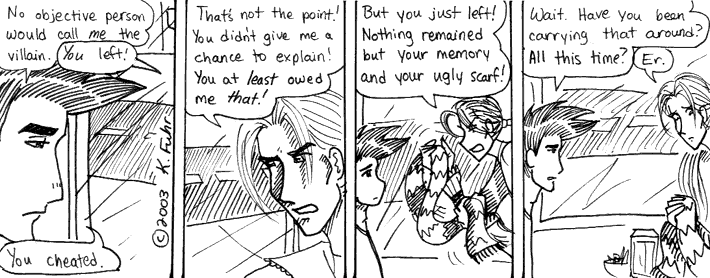 No objective person
would call me the
villain.
You left!
You cheated.
©2003 K. Fuhr
That's not the point!
You didn't give me a
chance to explain!
You at least owed
me that!
But you just left!
Nothing remained
but your memory
and your ugly scarf!
Wait. Have you been
carrying that around?
All this time?
Er.